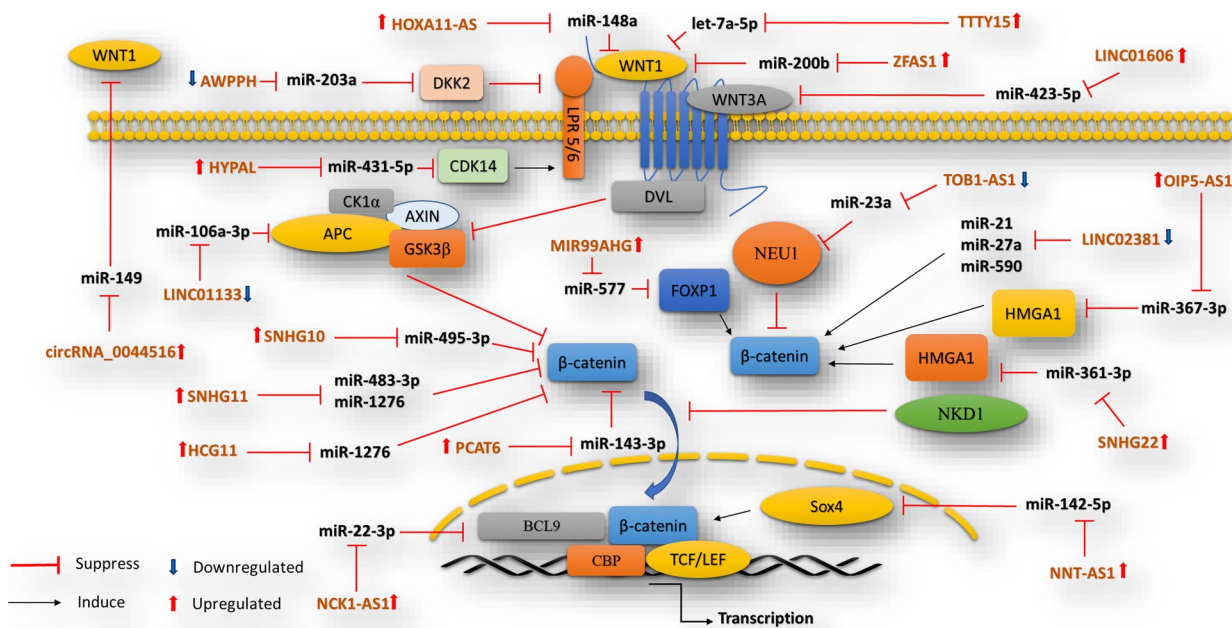 HOXA11-AS
miR-148a
let-7a-5p
TTTY15
WNT1
WNT1
miR-200b
ZFAS1
LINC01606
AWPPH
miR-203a
DKK2
WNT3A
miR-423-5p
LPR 5/6
HYPAL
miR-431-5p
CDK14
TOB1-AS1
OIP5-AS1
CK1α
DVL
miR-23a
AXIN
miR-106a-3p
APC
GSK3β
MIR99AHG
NEU1
miR-21
miR-27a
miR-590
LINC02381
miR-149
LINC01133
miR-577
FOXP1
HMGA1
miR-367-3p
circRNA_0044516
SNHG10
miR-495-3p
β-catenin
β-catenin
HMGA1
miR-361-3p
SNHG11
miR-483-3p
miR-1276
NKD1
HCG11
miR-1276
PCAT6
miR-143-3p
SNHG22
miR-22-3p
BCL9
β-catenin
Sox4
miR-142-5p
CBP
TCF/LEF
Suppress
Downregulated
NNT-AS1
Induce
Upregulated
NCK1-AS1
Transcription